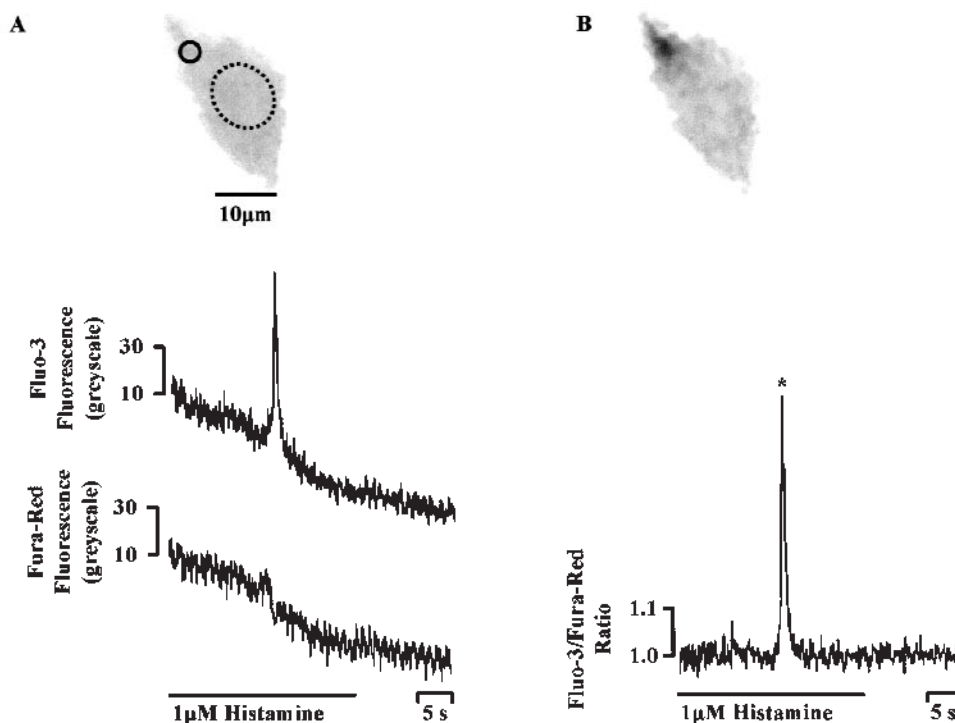 A
B
10µm
Fluo-3
Fluorescence
(greyscale)
30
10
Fura-Red
Fluorescence
(greyscale)
30
10
1µM Histamine
5 s
*
Fluo-3/Fura-Red
Ratio
1.1
1.0
1µM Histamine
5 s